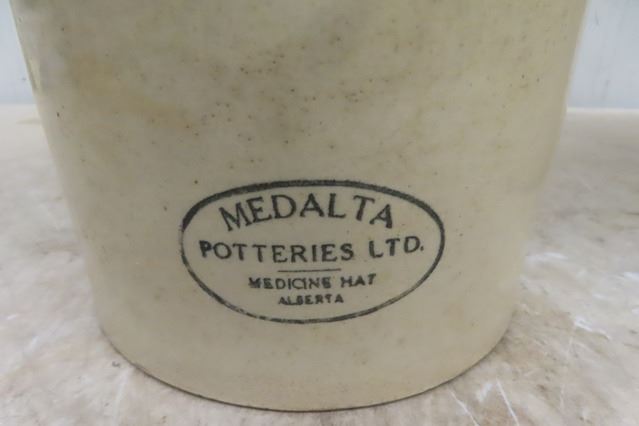 MEDALTA
POTTERIES LTD.
MEDICINE HAT
ALBERTA